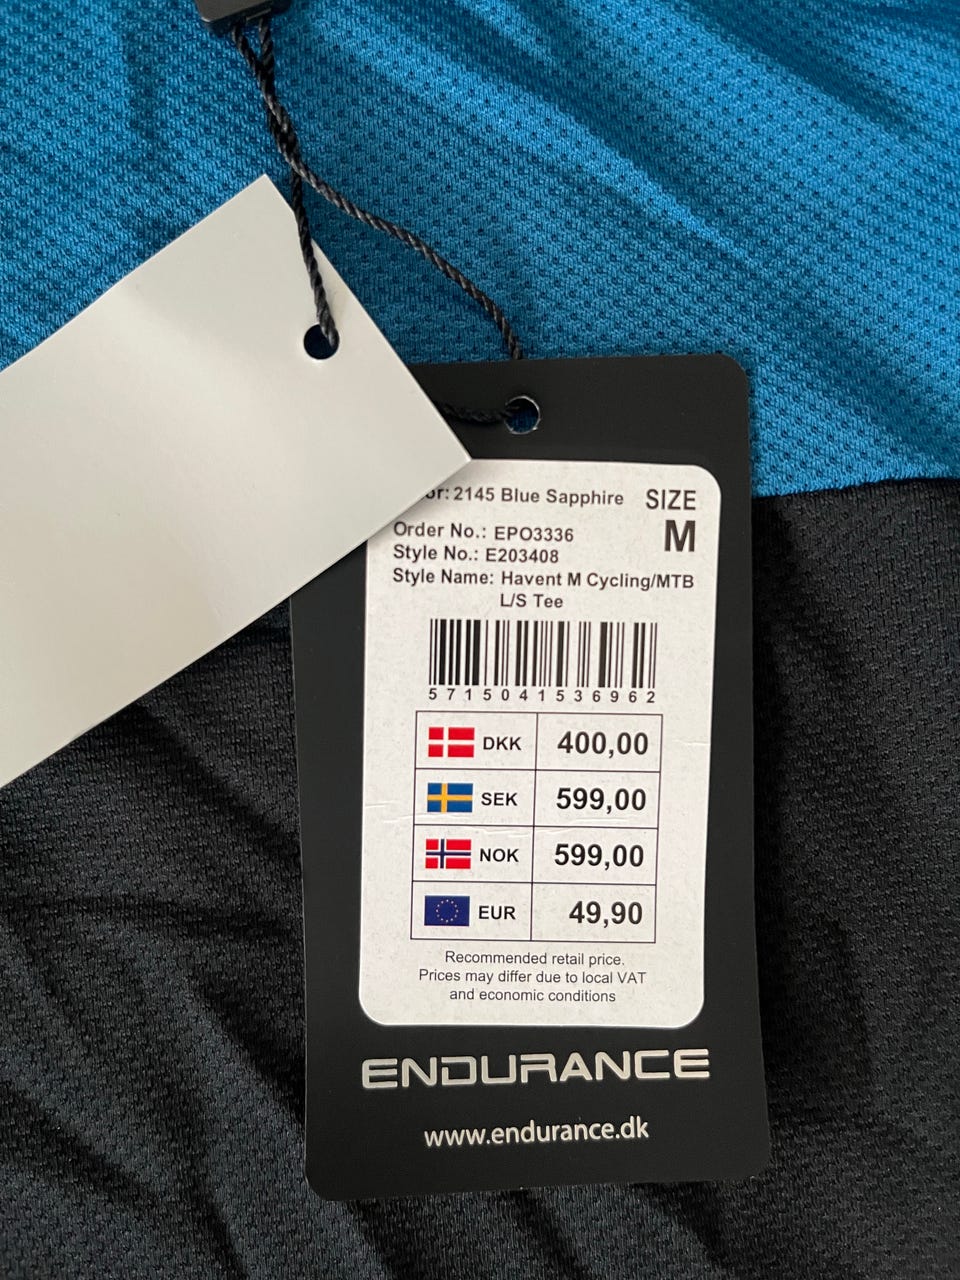 or: 2145 Blue Sapphire
SIZE
M
Order No.: EPO3336
Style No.: E203408
Style Name: Havent M Cycling/MTB
L/S Tee
5715041536962
DKK 400,00
SEK 599,00
NOK 599,00
EUR 49,90
Recommended retail price.
Prices may differ due to local VAT
and economic conditions
ENDURANCE
www.endurance.dk